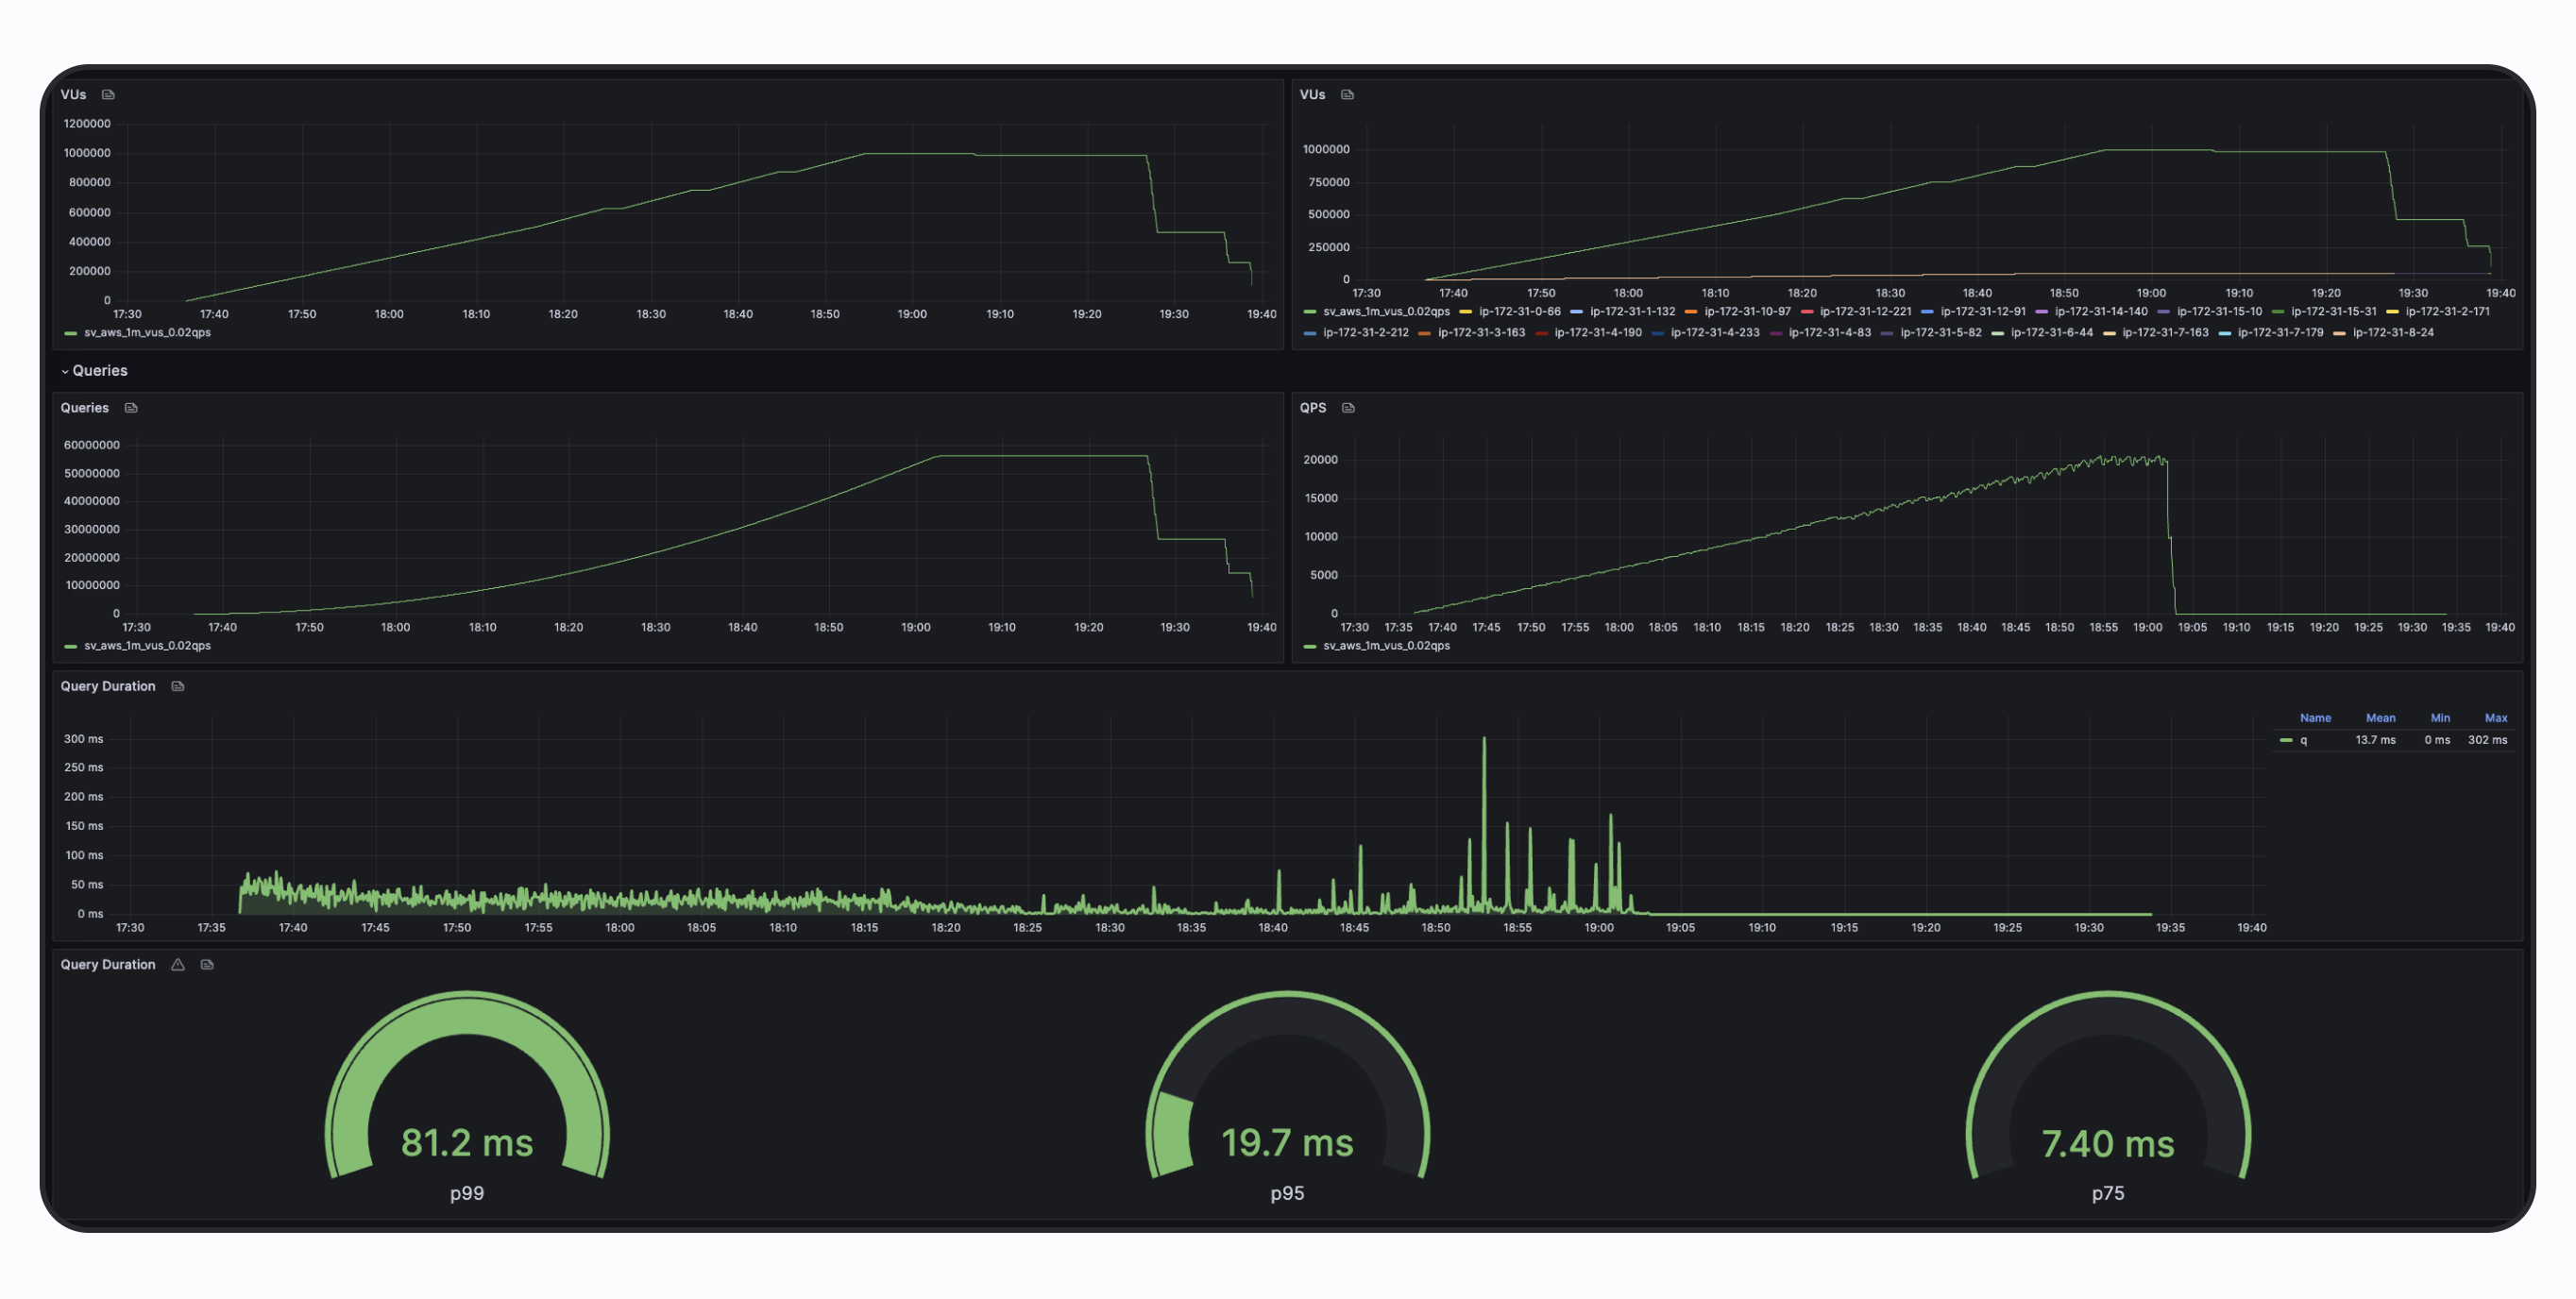 VUs
1200000
1000000
800000
600000
400000
200000
0
17:30 17:40 17:50 18:00 18:10 18:20 18:30 18:40 18:50 19:00 19:10 19:20 19:30 19:40
sv_aws_1m_vus_0.02qps
VUs
1000000
750000
500000
250000
0
17:30 17:40 17:50 18:00 18:10 18:20 18:30 18:40 18:50 19:00 19:10 19:20 19:30 19:40
sv_aws_1m_vus_0.02qps ip-172-31-0-66 ip-172-31-1-132 ip-172-31-10-97 ip-172-31-12-221 ip-172-31-12-91 ip-172-31-14-140 ip-172-31-15-10 ip-172-31-15-31 ip-172-31-2-171
ip-172-31-2-212 ip-172-31-3-163 ip-172-31-4-190 ip-172-31-4-233 ip-172-31-4-83 ip-172-31-5-82 ip-172-31-6-44 ip-172-31-7-163 ip-172-31-7-179 ip-172-31-8-24
Queries
Queries
60000000
50000000
40000000
30000000
20000000
10000000
0
17:30 17:40 17:50 18:00 18:10 18:20 18:30 18:40 18:50 19:00 19:10 19:20 19:30 19:40
sv_aws_1m_vus_0.02qps
QPS
20000
15000
10000
5000
0
17:30 17:35 17:40 17:45 17:50 17:55 18:00 18:05 18:10 18:15 18:20 18:25 18:30 18:35 18:40 18:45 18:50 18:55 19:00 19:05 19:10 19:15 19:20 19:25 19:30 19:35 19:40
sv_aws_1m_vus_0.02qps
Query Duration
300 ms
250 ms
200 ms
150 ms
100 ms
50 ms
0 ms
17:30 17:35 17:40 17:45 17:50 17:55 18:00 18:05 18:10 18:15 18:20 18:25 18:30 18:35 18:40 18:45 18:50 18:55 19:00 19:05 19:10 19:15 19:20 19:25 19:30 19:35 19:40
Name Mean Min Max
q 13.7 ms 0 ms 302 ms
Query Duration
81.2 ms
p99
19.7 ms
p95
7.40 ms
p75